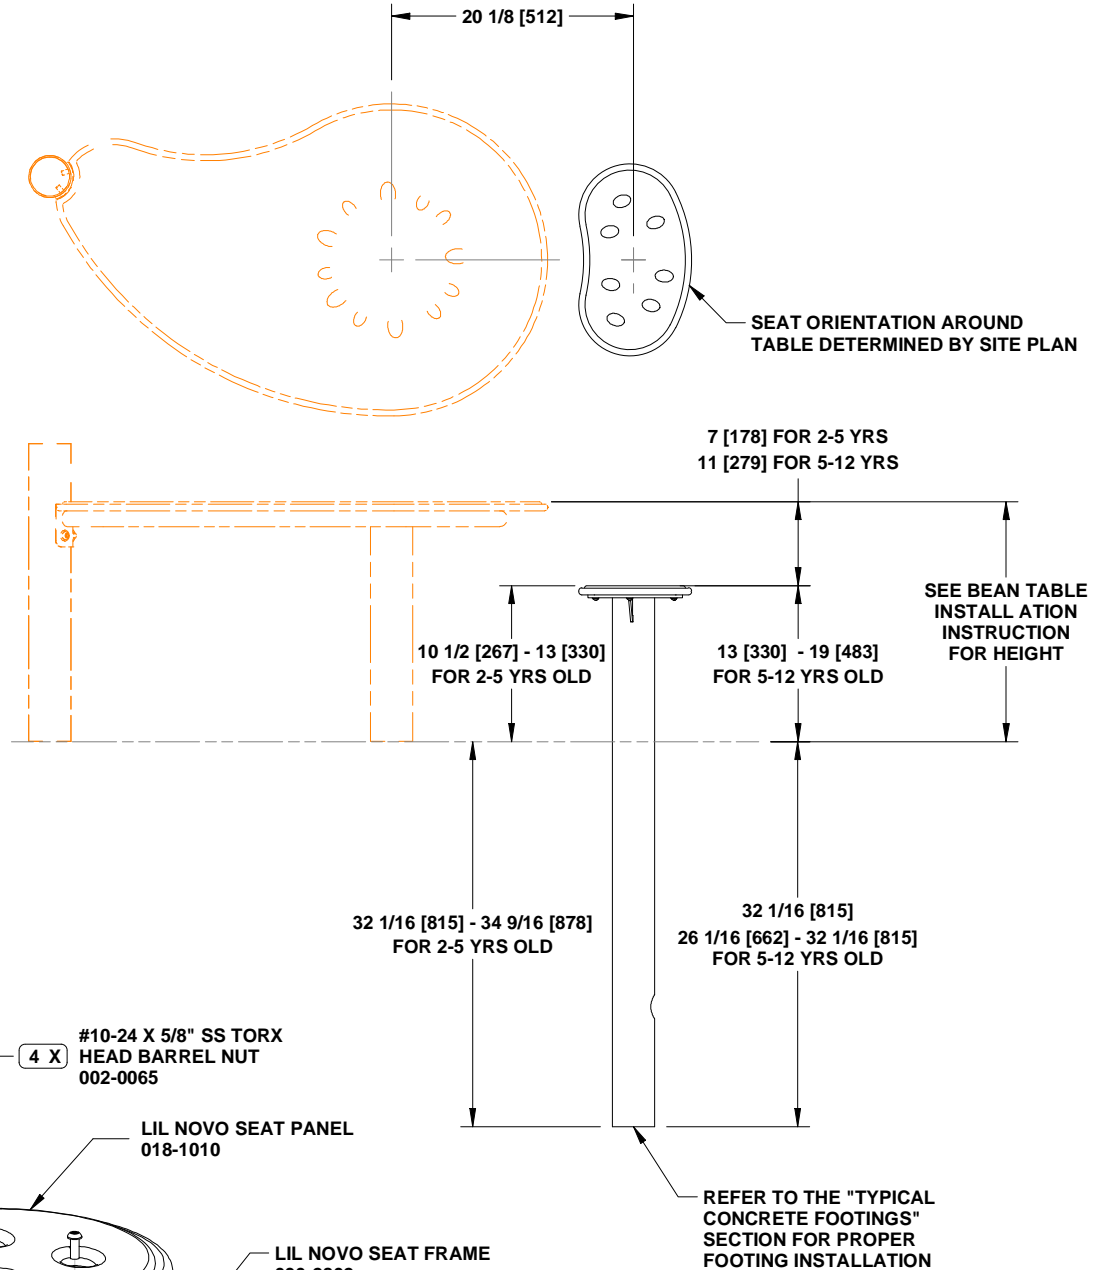 20 1/8 [512]
SEAT ORIENTATION AROUND
TABLE DETERMINED BY SITE PLAN
7 [178] FOR 2-5 YRS
11 [279] FOR 5-12 YRS
SEE BEAN TABLE
INSTALL ATION
INSTRUCTION
FOR HEIGHT
10 1/2 [267] - 13 [330]
FOR 2-5 YRS OLD
13 [330] - 19 [483]
FOR 5-12 YRS OLD
32 1/16 [815] - 34 9/16 [878]
FOR 2-5 YRS OLD
32 1/16 [815]
26 1/16 [662] - 32 1/16 [815]
FOR 5-12 YRS OLD
4 X
#10-24 X 5/8" SS TORX
HEAD BARREL NUT
002-0065
LIL NOVO SEAT PANEL
018-1010
REFER TO THE "TYPICAL
CONCRETE FOOTINGS"
SECTION FOR PROPER
FOOTING INSTALLATION
LIL NOVO SEAT FRAME